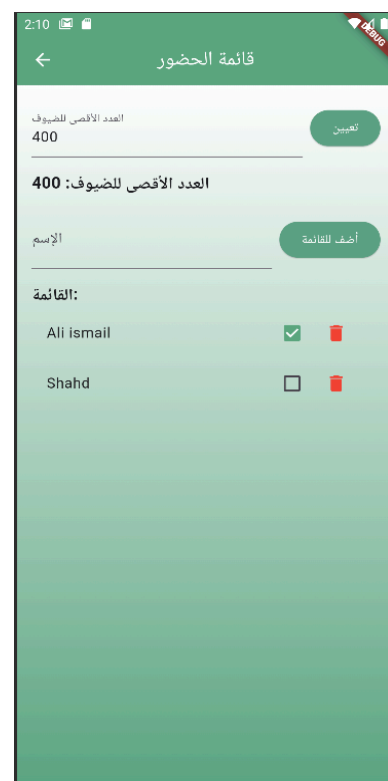 2:10
DEBUG
قائمة الحضور
العدد الأقصى للضيوف
400
تعيين
العدد الأقصى للضيوف: 400
الإسم
أضف للقائمة
القائمة:
Ali ismail
Shahd